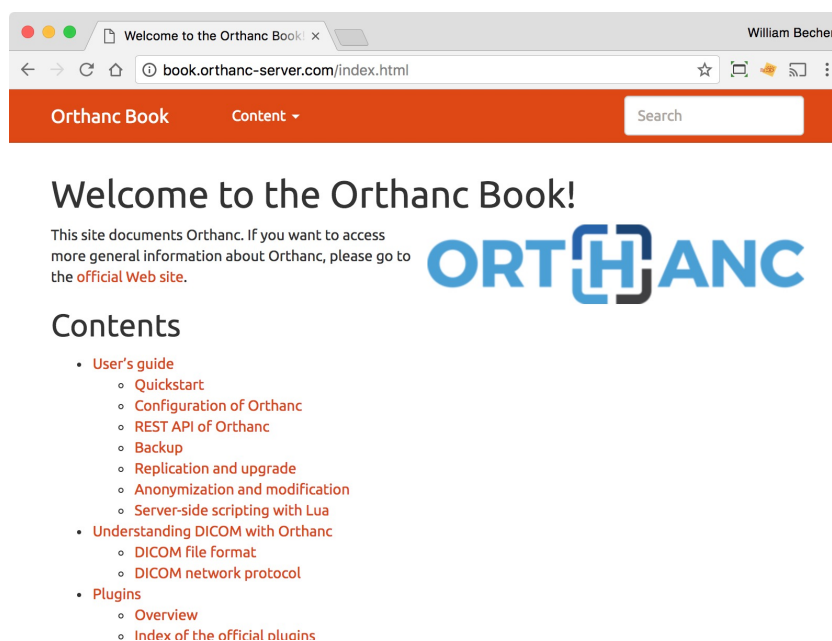 Welcome to the Orthanc Book!
William Becher
book.orthanc-server.com/index.html
Orthanc Book Content Search
Welcome to the Orthanc Book!
This site documents Orthanc. If you want to access
more general information about Orthanc, please go to
the official Web site.
ORTHANC
Contents
User's guide
Quickstart
Configuration of Orthanc
REST API of Orthanc
Backup
Replication and upgrade
Anonymization and modification
Server-side scripting with Lua
Understanding DICOM with Orthanc
DICOM file format
DICOM network protocol
Plugins
Overview
Index of the official plugins